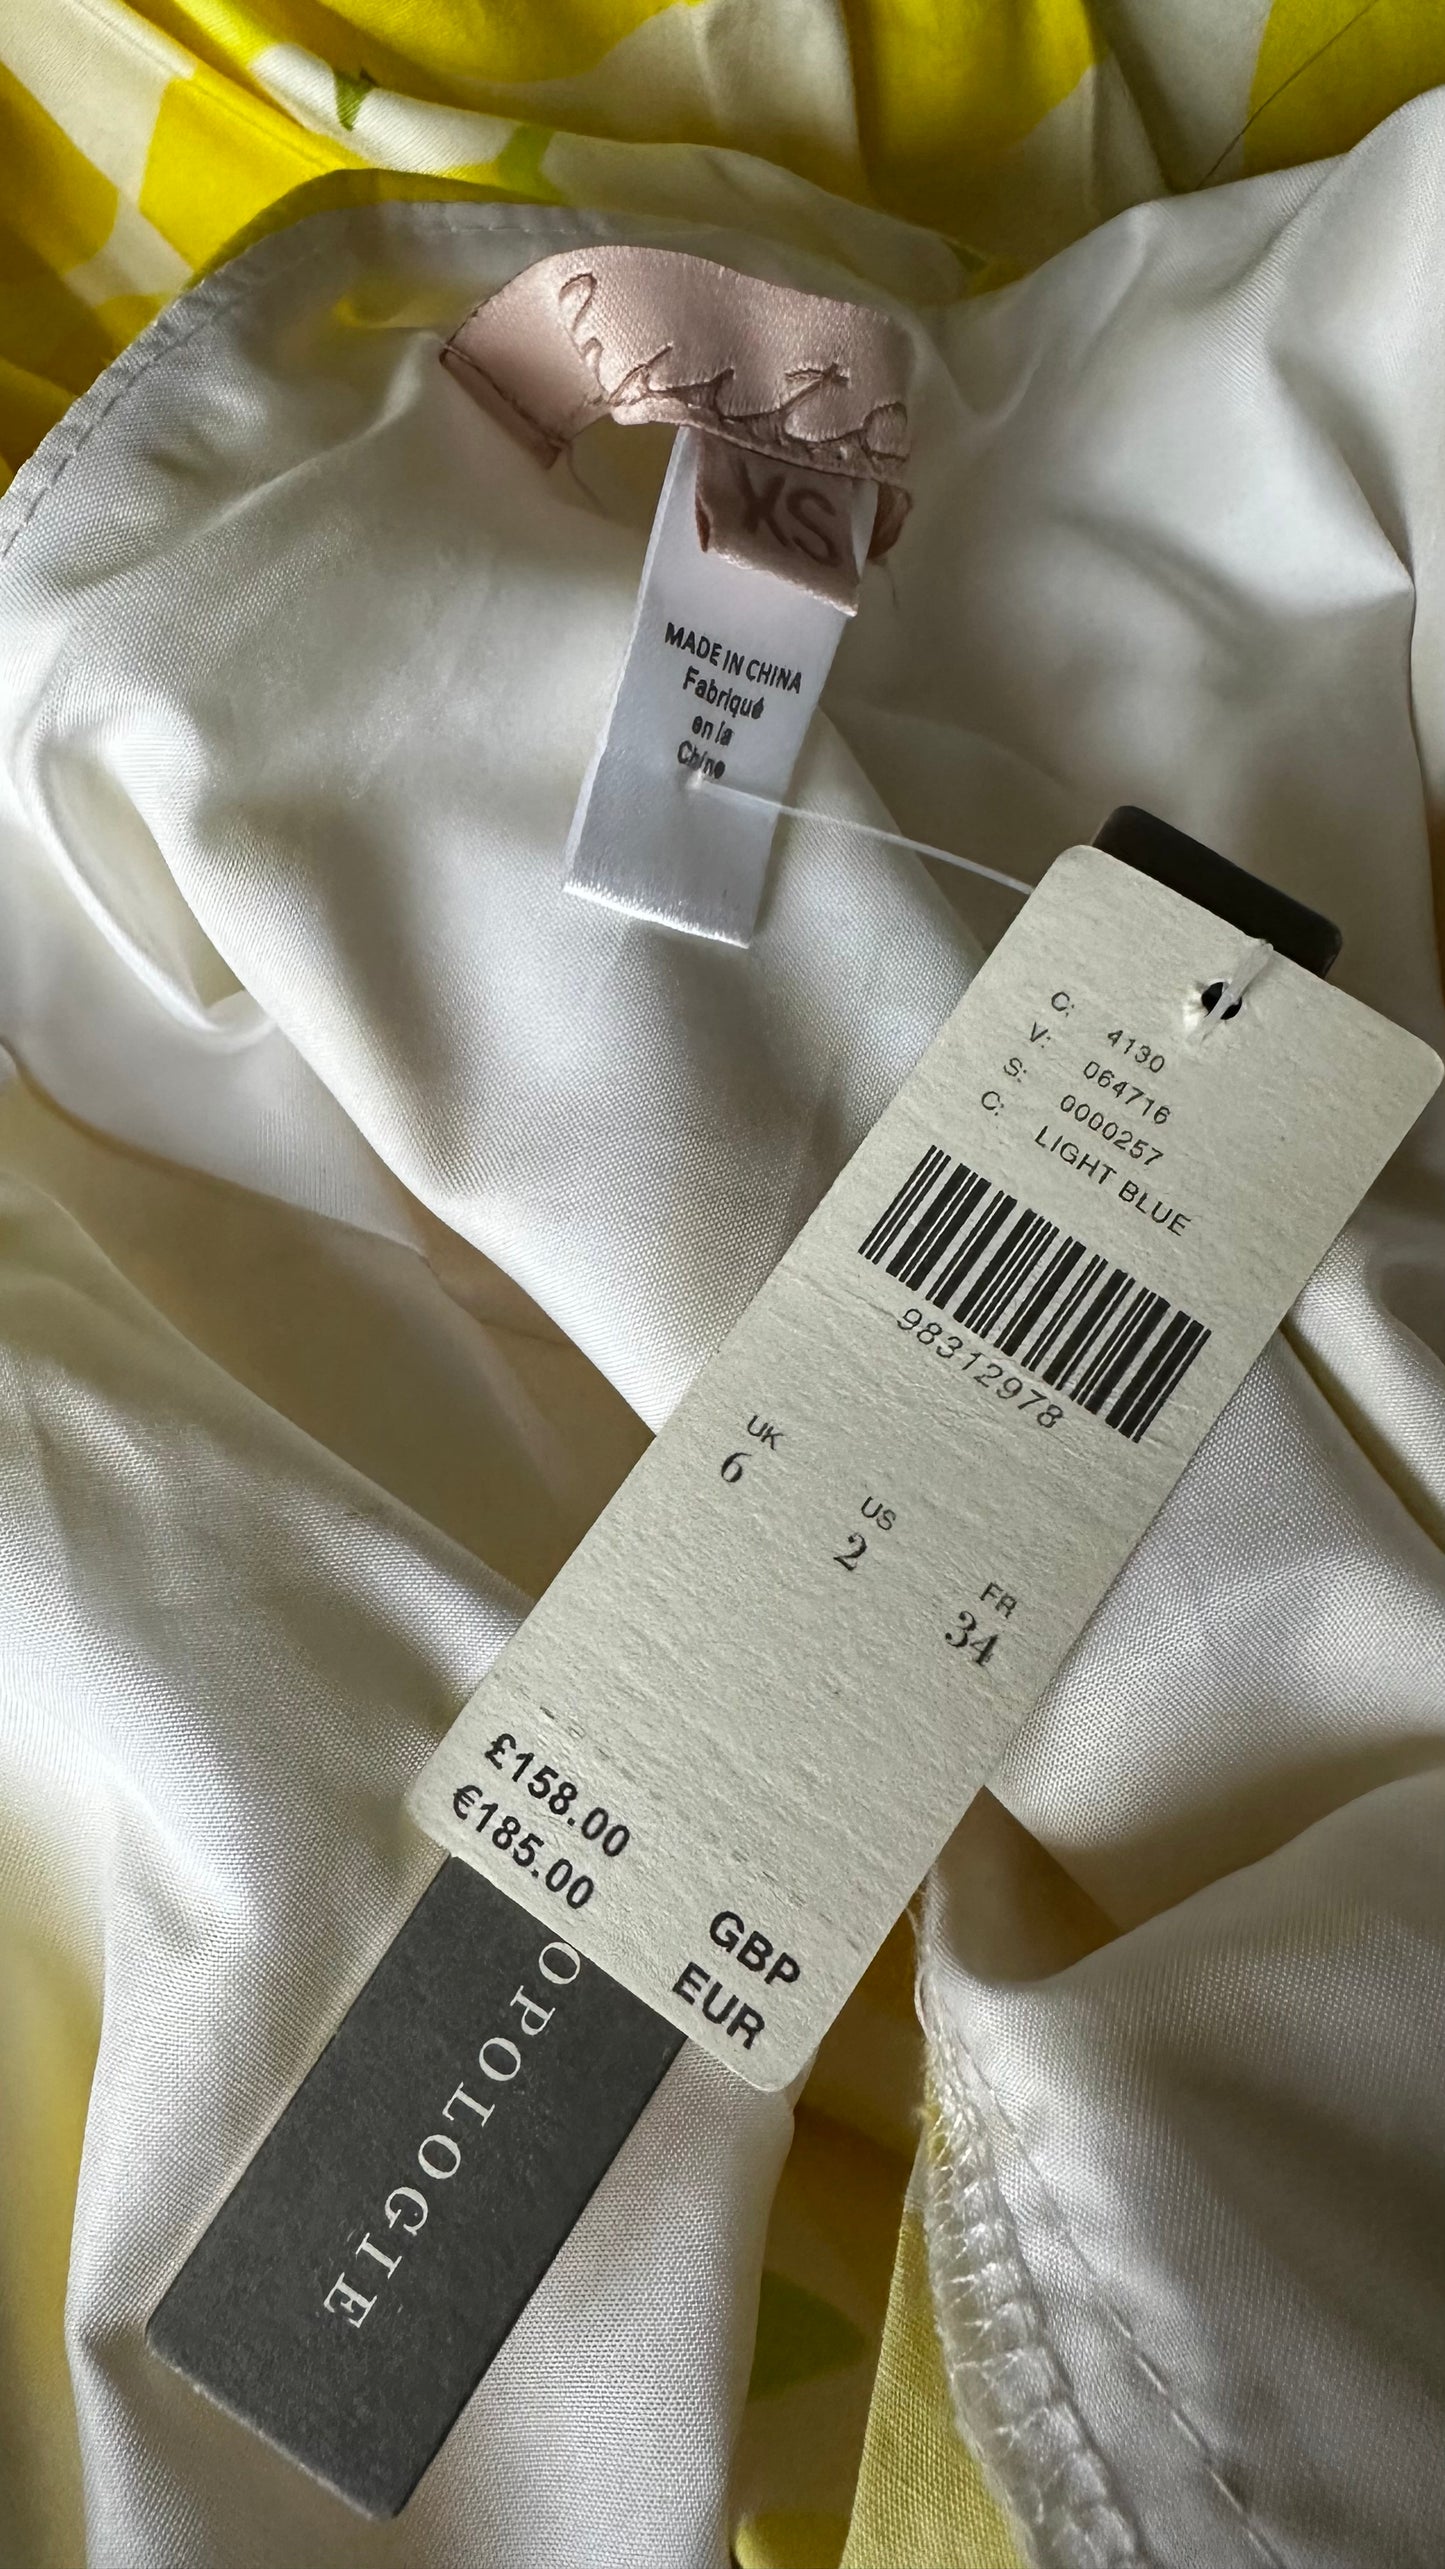 XS
MADE IN CHINA
Fabriqué
en la
Chine
C: 4130
V: 064716
S: 0000257
C: LIGHT BLUE
98312978
UK US FR
6 2 34
£158.00 GBP
€185.00 EUR
OPOLOGIE